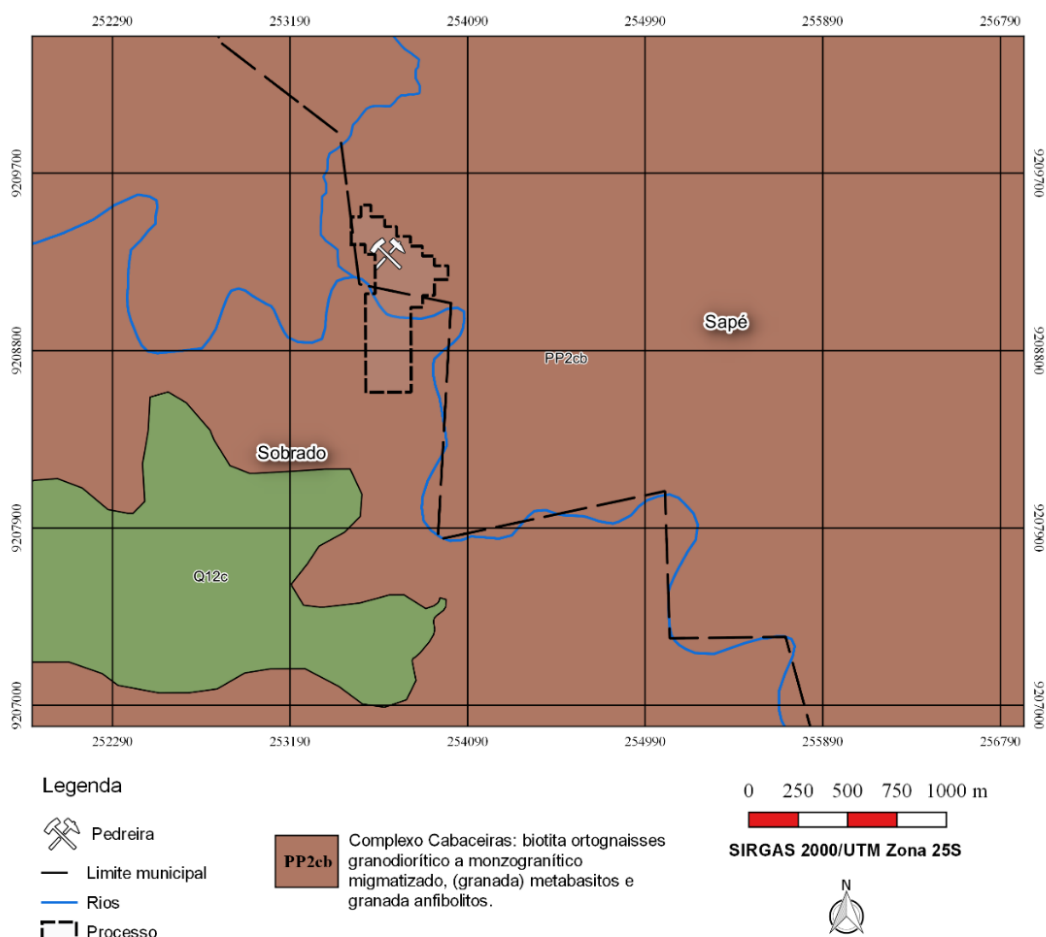 252290 253190 254090 254990 255890 256790
9209700 9209700
Sapé
9208800 PP2cb 9208800
Sobrado
9207900 9207900
Q12c
9207000 9207000
252290 253190 254090 254990 255890 256790
Legenda
Pedreira
Limite municipal
Rios
Processo
PP2cb
Complexo Cabaceiras: biotita ortognaisses
granodiorítico a monzogranítico
migmatizado, (granada) metabasitos e
granada anfibolitos.
0 250 500 750 1000 m
SIRGAS 2000/UTM Zona 25S
N